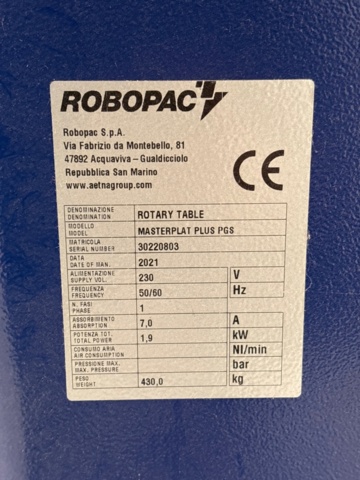 ROBOPAC
Robopac S.p.A.
Via Fabrizio da Montebello, 81
47892 Acquaviva - Gualdicciolo
Repubblica San Marino
www.aetnagroup.com
CE
DENOMINAZIONE
DENOMINATION ROTARY TABLE
MODELLO
MODEL MASTERPLAT PLUS PGS
MATRICOLA
SERIAL NUMBER 30220803
DATA
DATE OF MAN. 2021
ALIMENTAZIONE
SUPPLY VOL. 230 V
FREQUENZA
FREQUENCY 50/60 Hz
N. FASI
PHASE 1
ASSORBIMENTO
ABSORPTION 7,0 A
POTENZA TOT.
TOTAL POWER 1,9 kW
CONSUMO ARIA
AIR CONSUMPTION Nl/min
PRESSIONE MAX.
MAX. PRESSURE bar
PESO
WEIGHT 430,0 kg